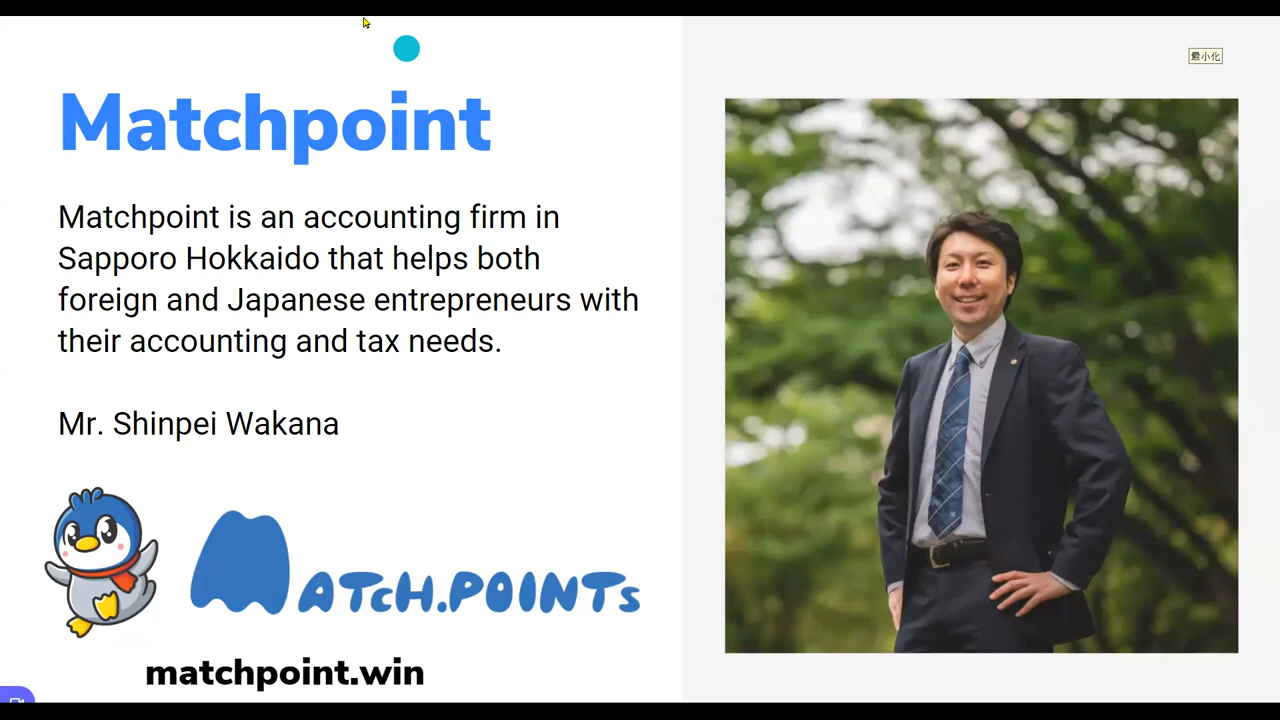 最小化
Matchpoint
Matchpoint is an accounting firm in
Sapporo Hokkaido that helps both
foreign and Japanese entrepreneurs with
their accounting and tax needs.
Mr. Shinpei Wakana
MATCH.POINTs
matchpoint.win